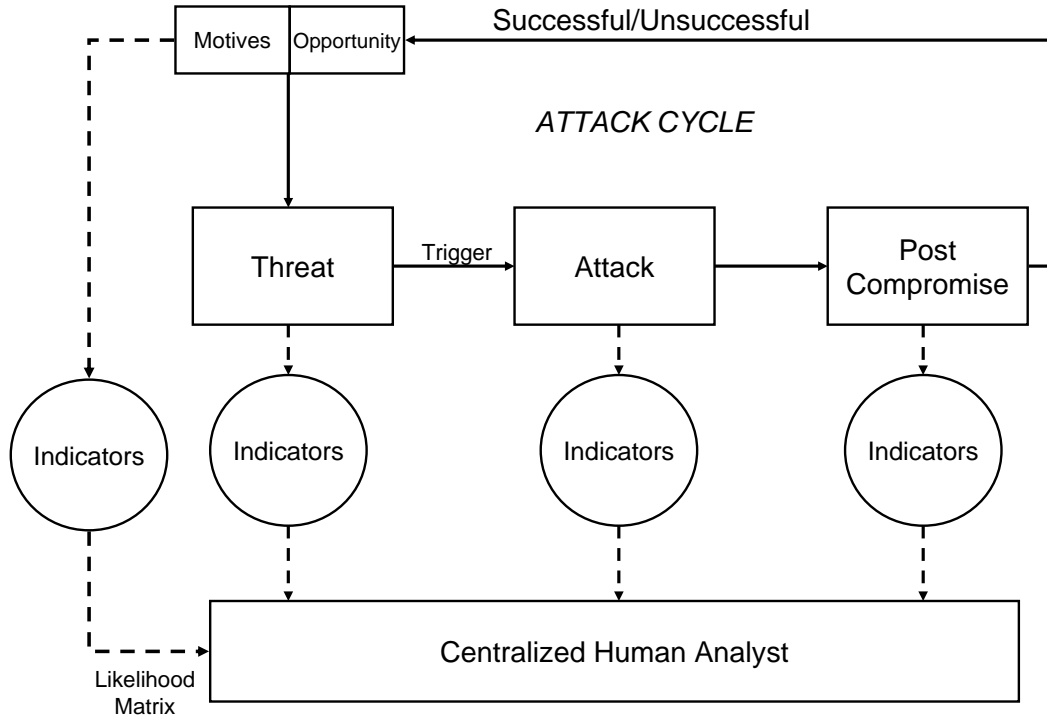 Successful/Unsuccessful
Motives
Opportunity
ATTACK CYCLE
Threat
Trigger
Attack
Post
Compromise
Indicators
Indicators
Indicators
Indicators
Centralized Human Analyst
Likelihood
Matrix